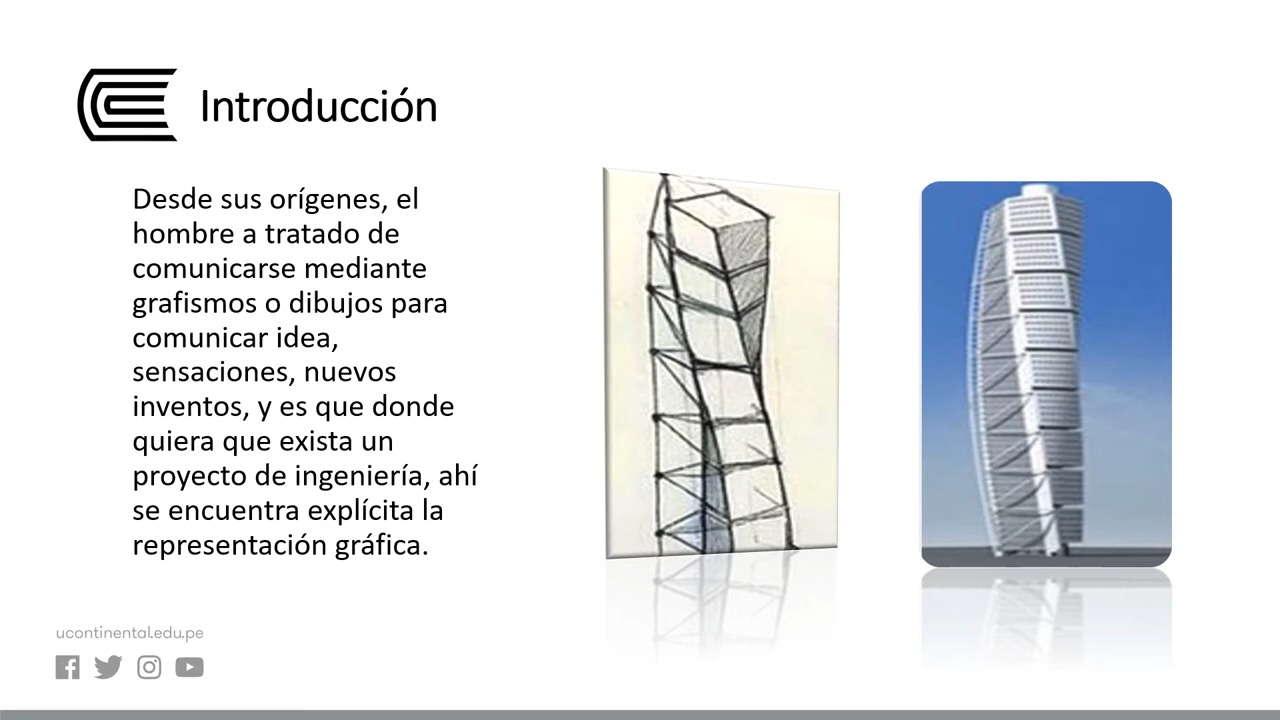 Introducción
Desde sus orígenes, el
hombre a tratado de
comunicarse mediante
grafismos o dibujos para
comunicar idea,
sensaciones, nuevos
inventos, y es que donde
quiera que exista un
proyecto de ingeniería, ahí
se encuentra explícita la
representación gráfica.
ucontinental.edu.pe